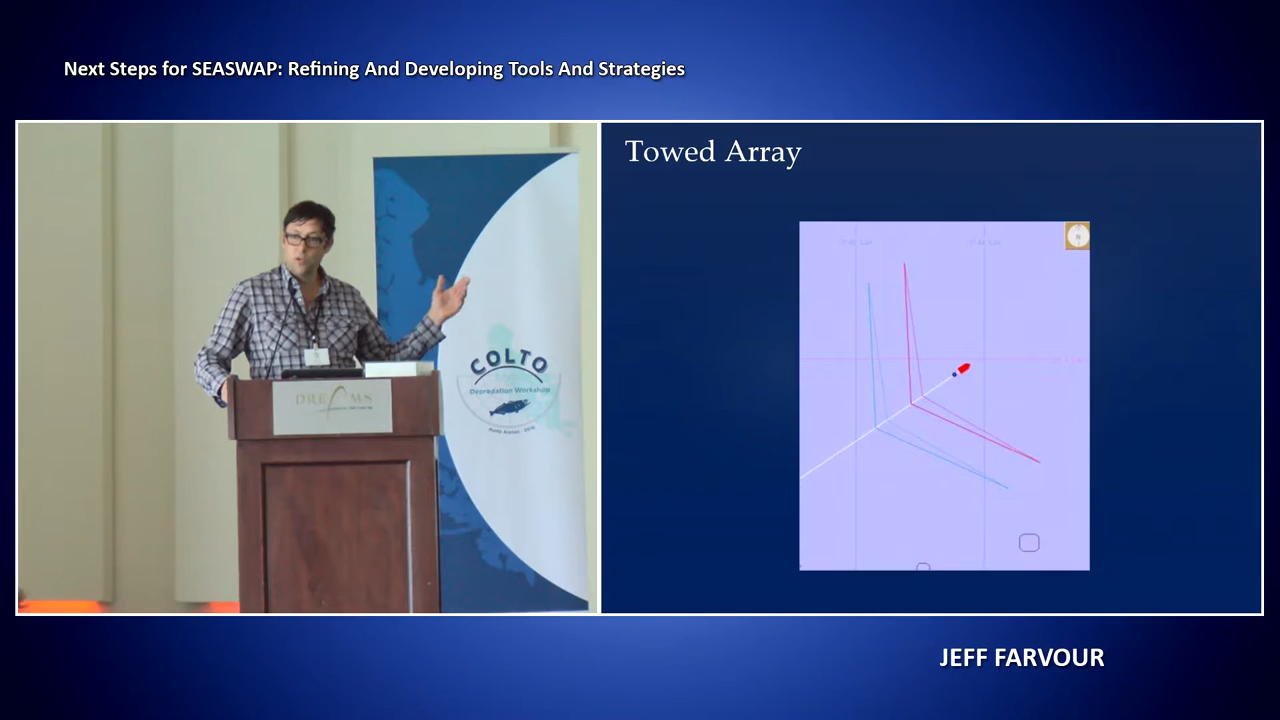 Next Steps for SEASWAP: Refining And Developing Tools And Strategies
Towed Array
N
COLTO
Depredation Workshop
DREAMS
JEFF FARVOUR